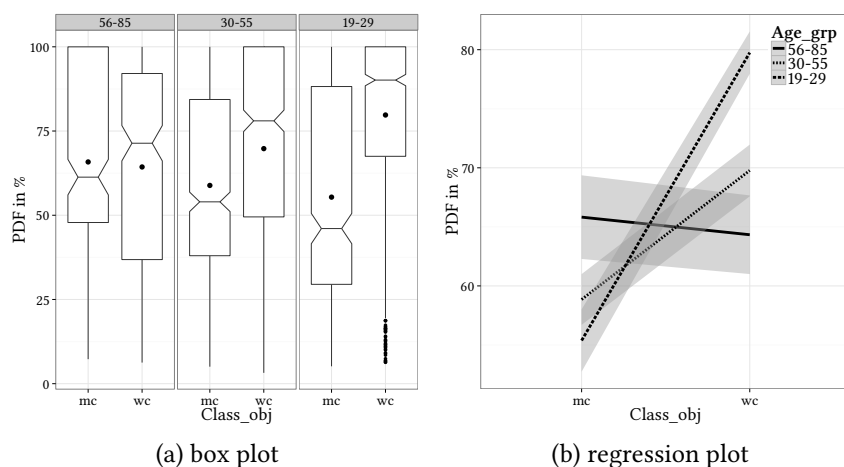 56-85 30-55 19-29
100
75
50
25
0
PDF in %
mc wc mc wc mc wc
Class_obj
(a) box plot
Age_grp
56-85
30-55
19-29
80
70
60
PDF in %
mc wc
Class_obj
(b) regression plot